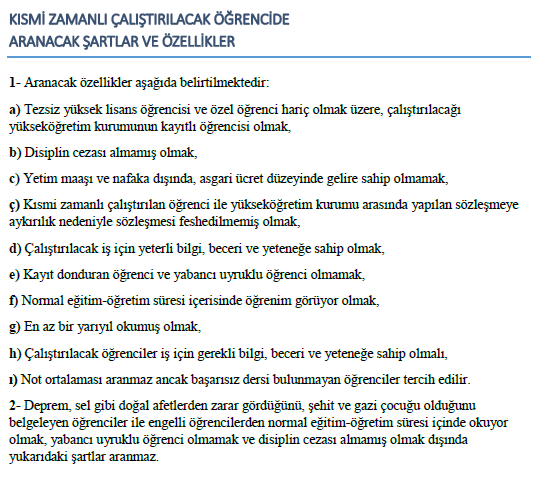 KISMİ ZAMANLI ÇALIŞTIRILACAK ÖĞRENCİDE
ARANACAK ŞARTLAR VE ÖZELLİKLER
1- Aranacak özellikler aşağıda belirtilmektedir:
a) Tezsiz yüksek lisans öğrencisi ve özel öğrenci hariç olmak üzere, çalıştırılacağı
yükseköğretim kurumunun kayıtlı öğrencisi olmak,
b) Disiplin cezası almamış olmak,
c) Yetim maaşı ve nafaka dışında, asgari ücret düzeyinde gelire sahip olmamak,
ç) Kısmi zamanlı çalıştırılan öğrenci ile yükseköğretim kurumu arasında yapılan sözleşmeye
aykırılık nedeniyle sözleşmesi feshedilmemiş olmak,
d) Çalıştırılacak iş için yeterli bilgi, beceri ve yeteneğe sahip olmak,
e) Kayıt donduran öğrenci ve yabancı uyruklu öğrenci olmamak,
f) Normal eğitim-öğretim süresi içerisinde öğrenim görüyor olmak,
g) En az bir yarıyıl okumuş olmak,
h) Çalıştırılacak öğrenciler iş için gerekli bilgi, beceri ve yeteneğe sahip olmalı,
ı) Not ortalaması aranmaz ancak başarısız dersi bulunmayan öğrenciler tercih edilir.
2- Deprem, sel gibi doğal afetlerden zarar gördüğünü, şehit ve gazi çocuğu olduğunu
belgeleyen öğrenciler ile engelli öğrencilerden normal eğitim-öğretim süresi içinde okuyor
olmak, yabancı uyruklu öğrenci olmamak ve disiplin cezası almamış olmak dışında
yukarıdaki şartlar aranmaz.